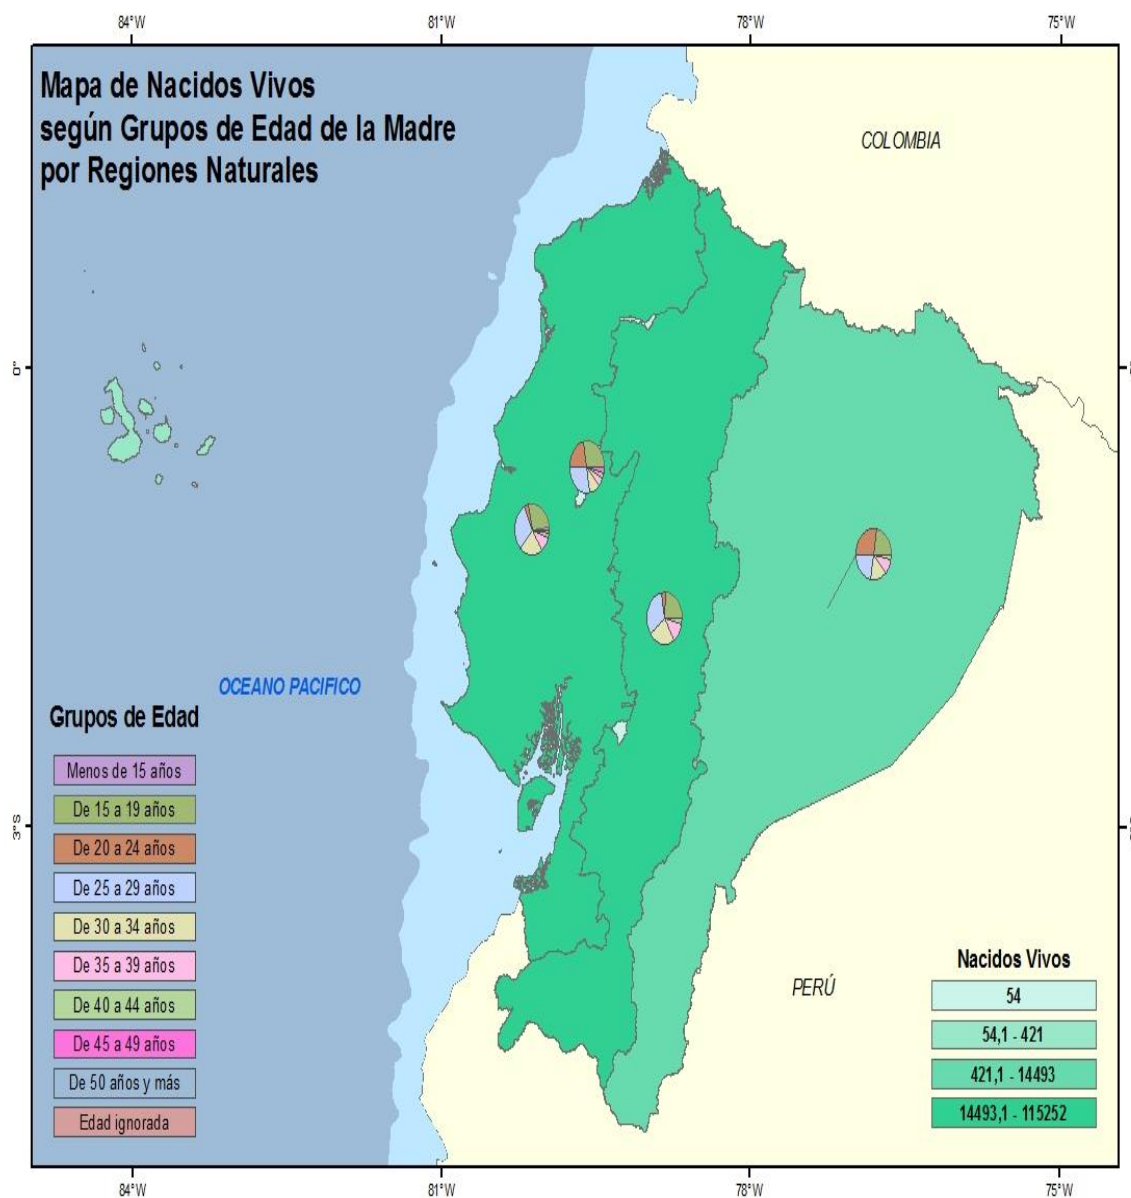 84°W
81°W
78°W
75°W
Mapa de Nacidos Vivos
según Grupos de Edad de la Madre
por Regiones Naturales
COLOMBIA
0°
OCEANO PACIFICO
Grupos de Edad
Menos de 15 años
De 15 a 19 años
De 20 a 24 años
De 25 a 29 años
De 30 a 34 años
De 35 a 39 años
De 40 a 44 años
De 45 a 49 años
De 50 años y más
Edad ignorada
3°S
PERÚ
Nacidos Vivos
54
54,1 - 421
421,1 - 14493
14493,1 - 115252
84°W
81°W
78°W
75°W